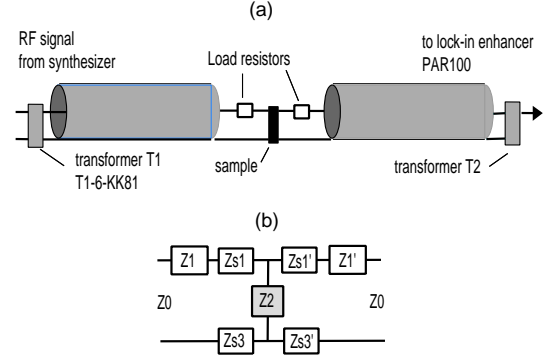 (a)
RF signal
from synthesizer
Load resistors
to lock-in enhancer
PAR100
transformer T1
T1-6-KK81
sample
transformer T2
(b)
Z1 Zs1 Zs1' Z1'
Z0 Z2 Z0
Zs3 Zs3'